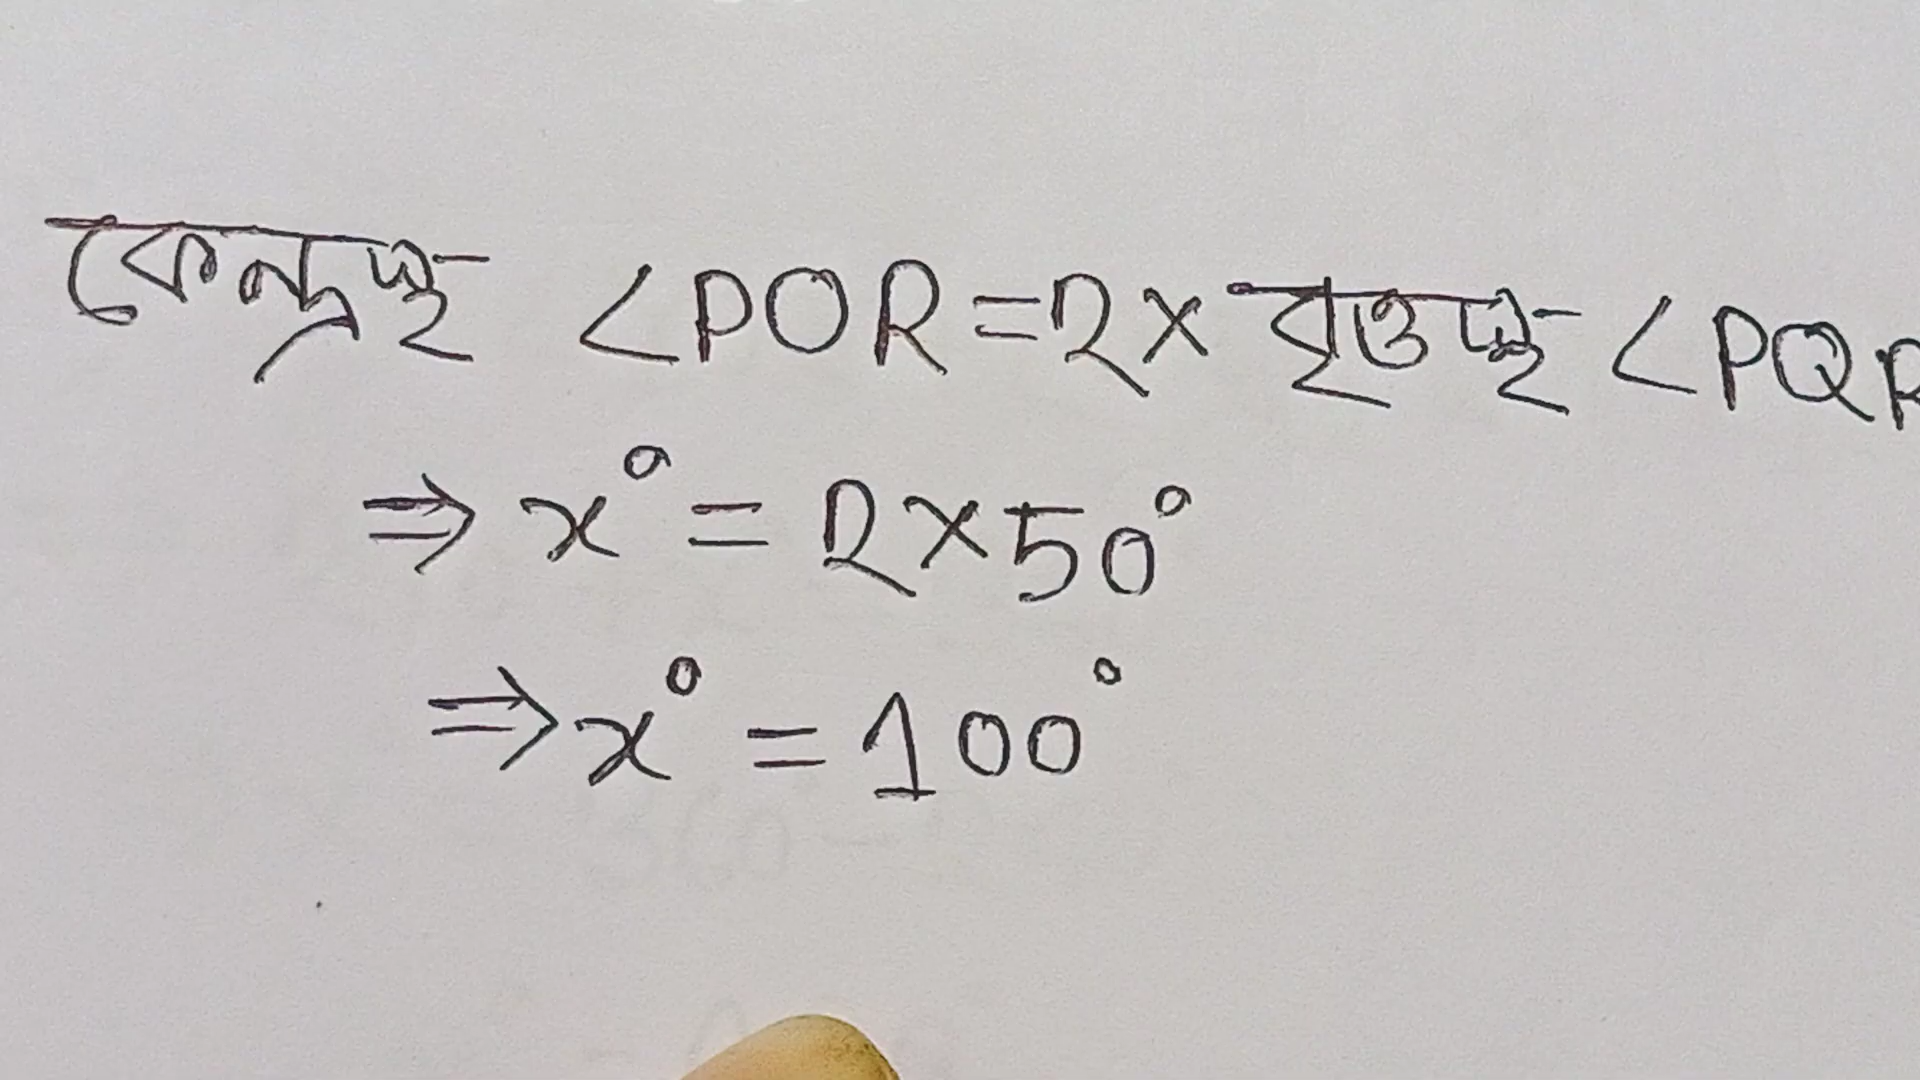 কেন্দ্রস্থ <POR=2× বৃত্তস্থ <PQR
⇒ x° = 2×50°
⇒ x° = 100°